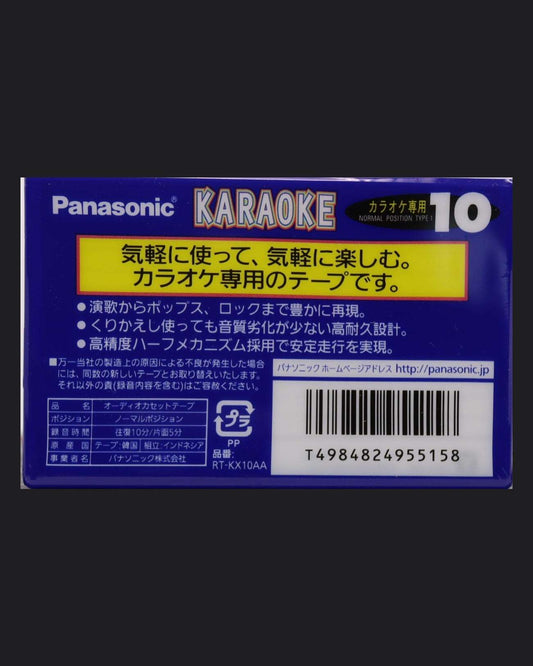 Panasonic® KARAOKE カラオケ専用 10
NORMAL POSITION TYPE I
気軽に使って、気軽に楽しむ。
カラオケ専用のテープです。
●演歌からポップス、ロックまで豊かに再現。
●くりかえし使っても音質劣化が少ない高耐久設計。
●高精度ハーフメカニズム採用で安定走行を実現。
■万一当社の製造上の原因による不良が発生した場合
には、同数の新しいテープとお取り替えいたします。
それ以外の責(録音内容を含む)はご容赦ください。
パナソニック ホームページアドレス http://panasonic.jp
品名 オーディオカセットテープ
ポジション ノーマルポジション
録音時間 往復10分/片面5分
原産国 テープ:韓国 組立:インドネシア
事業者名 パナソニック株式会社
プラ
PP
品番:
RT-KX10AA
T4984824955158